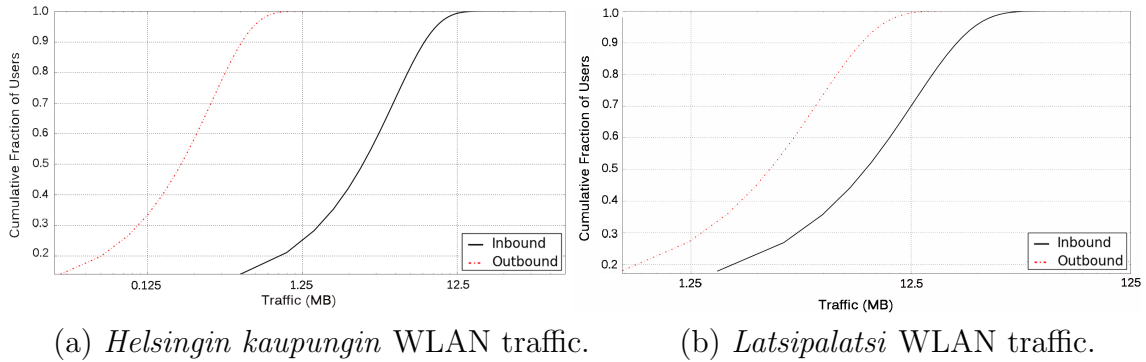 Cumulative Fraction of Users
1.0
0.9
0.8
0.7
0.6
0.5
0.4
0.3
0.2
0.125
1.25
12.5
Traffic (MB)
Inbound
Outbound
(a) Helsingin kaupungin WLAN traffic.
Cumulative Fraction of Users
1.0
0.9
0.8
0.7
0.6
0.5
0.4
0.3
0.2
1.25
12.5
125
Traffic (MB)
Inbound
Outbound
(b) Latsipalatsi WLAN traffic.